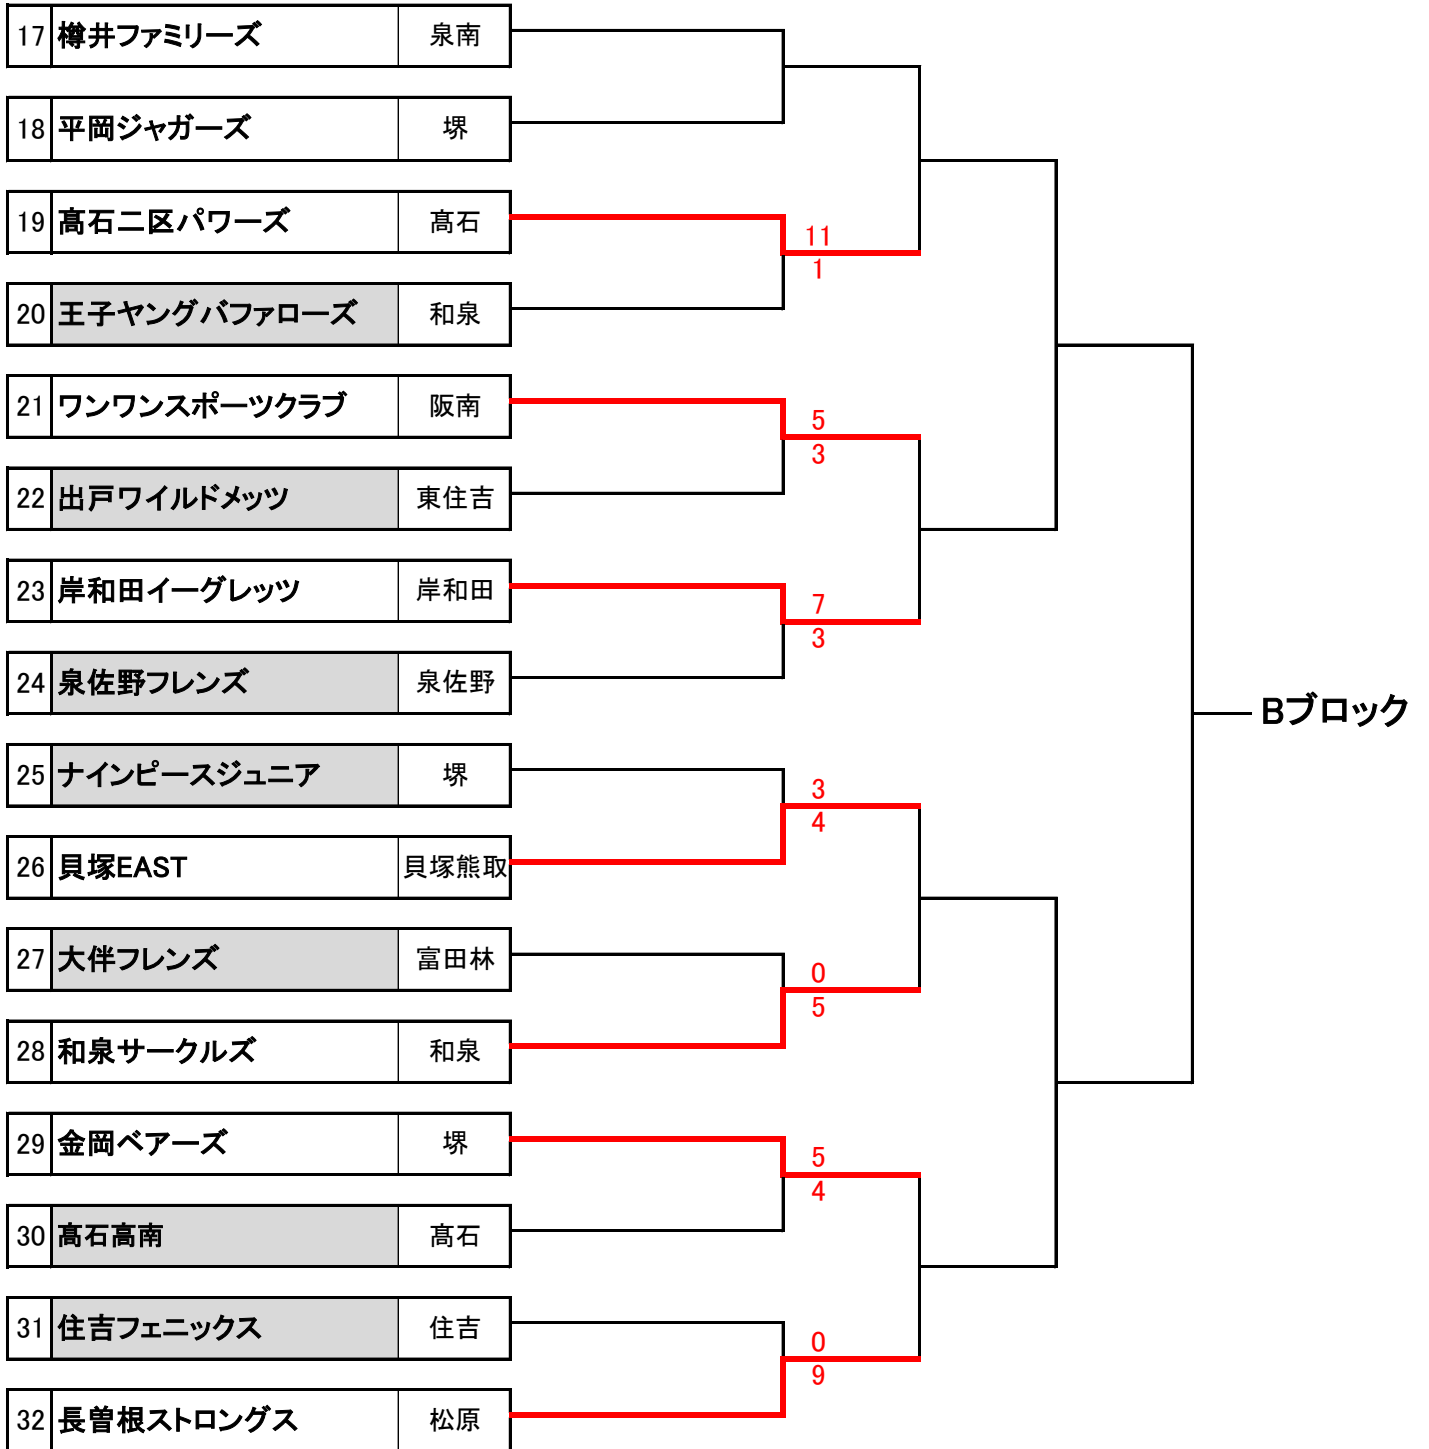 17 樽井ファミリーズ 泉南
18 平岡ジャガーズ 堺
19 髙石二区パワーズ 髙石
11
1
20 王子ヤングバファローズ 和泉
21 ワンワンスポーツクラブ 阪南
5
3
22 出戸ワイルドメッツ 東住吉
23 岸和田イーグレッツ 岸和田
7
3
24 泉佐野フレンズ 泉佐野
Bブロック
25 ナインピースジュニア 堺
3
4
26 貝塚EAST 貝塚熊取
27 大伴フレンズ 富田林
0
5
28 和泉サークルズ 和泉
29 金岡ベアーズ 堺
5
4
30 髙石高南 髙石
31 住吉フェニックス 住吉
0
9
32 長曽根ストロングス 松原